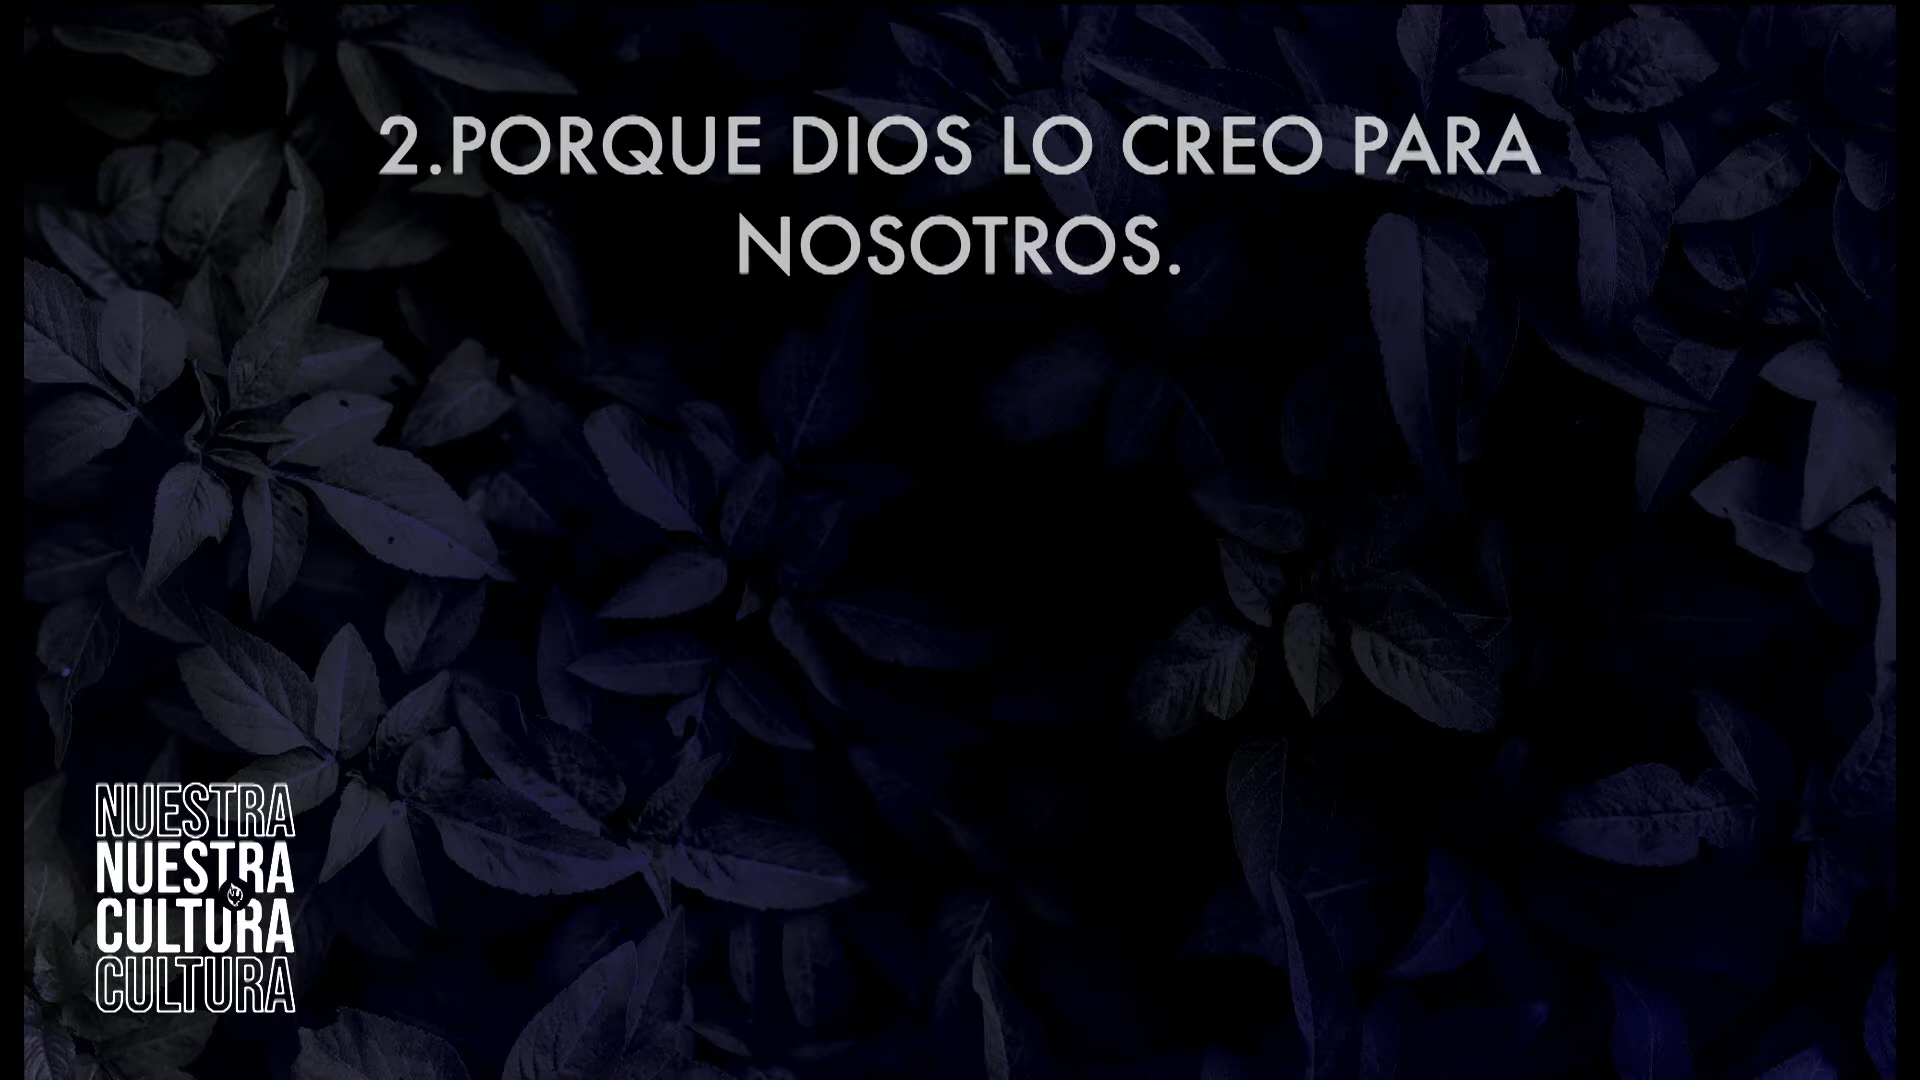 2.PORQUE DIOS LO CREO PARA
NOSOTROS.
NUESTRA
NUESTRA
CULTURA
CULTURA